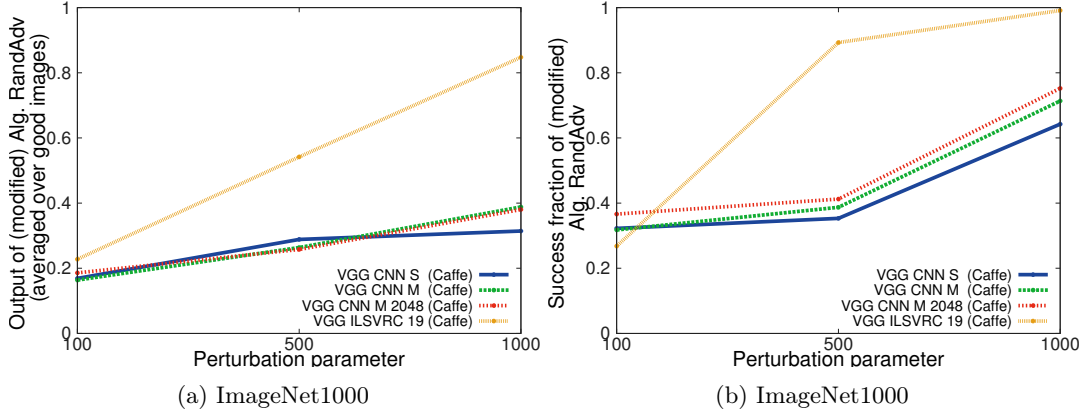 Output of (modified) Alg. RandAdv
(averaged over good images)
1
0.8
0.6
0.4
0.2
0
100
500
1000
Perturbation parameter
VGG CNN S (Caffe)
VGG CNN M (Caffe)
VGG CNN M 2048 (Caffe)
VGG ILSVRC 19 (Caffe)
(a) ImageNet1000
Success fraction of (modified)
Alg. RandAdv
1
0.8
0.6
0.4
0.2
0
100
500
1000
Perturbation parameter
VGG CNN S (Caffe)
VGG CNN M (Caffe)
VGG CNN M 2048 (Caffe)
VGG ILSVRC 19 (Caffe)
(b) ImageNet1000